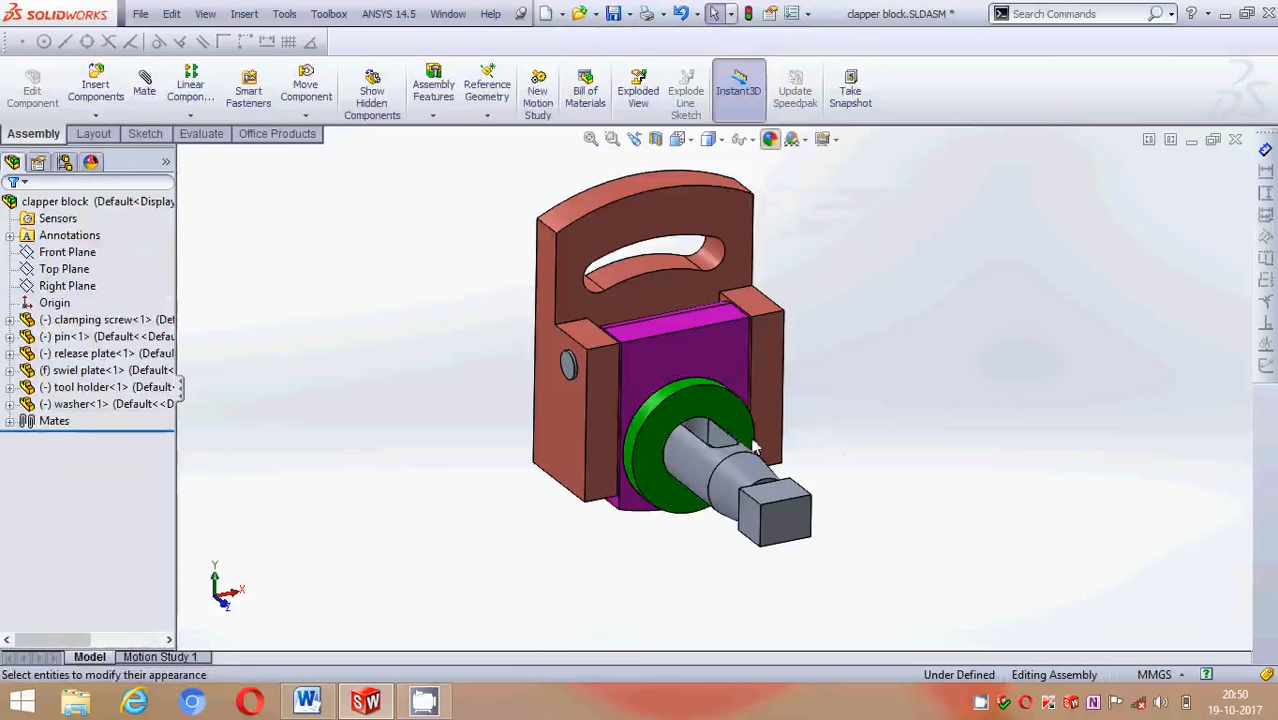 SOLIDWORKS File Edit View Insert Tools Toolbox ANSYS 14.5 Window Help clapper block.SLDASM * Search Commands
Edit Component
Insert Components
Mate
Linear Compon...
Smart Fasteners
Move Component
Show Hidden Components
Assembly Features
Reference Geometry
New Motion Study
Bill of Materials
Exploded View
Explode Line Sketch
Instant3D
Update Speedpak
Take Snapshot
Assembly Layout Sketch Evaluate Office Products
clapper block (Default<Display
Sensors
Annotations
Front Plane
Top Plane
Right Plane
Origin
(-) clamping screw<1> (Def
(-) pin<1> (Default<<Defau
(-) release plate<1> (Default
(f) swiel plate<1> (Default<
(-) tool holder<1> (Default-
(-) washer<1> (Default<<D
Mates
Y
X
Z
Model Motion Study 1
Select entities to modify their appearance Under Defined Editing Assembly MMGS
20:50
19-10-2017